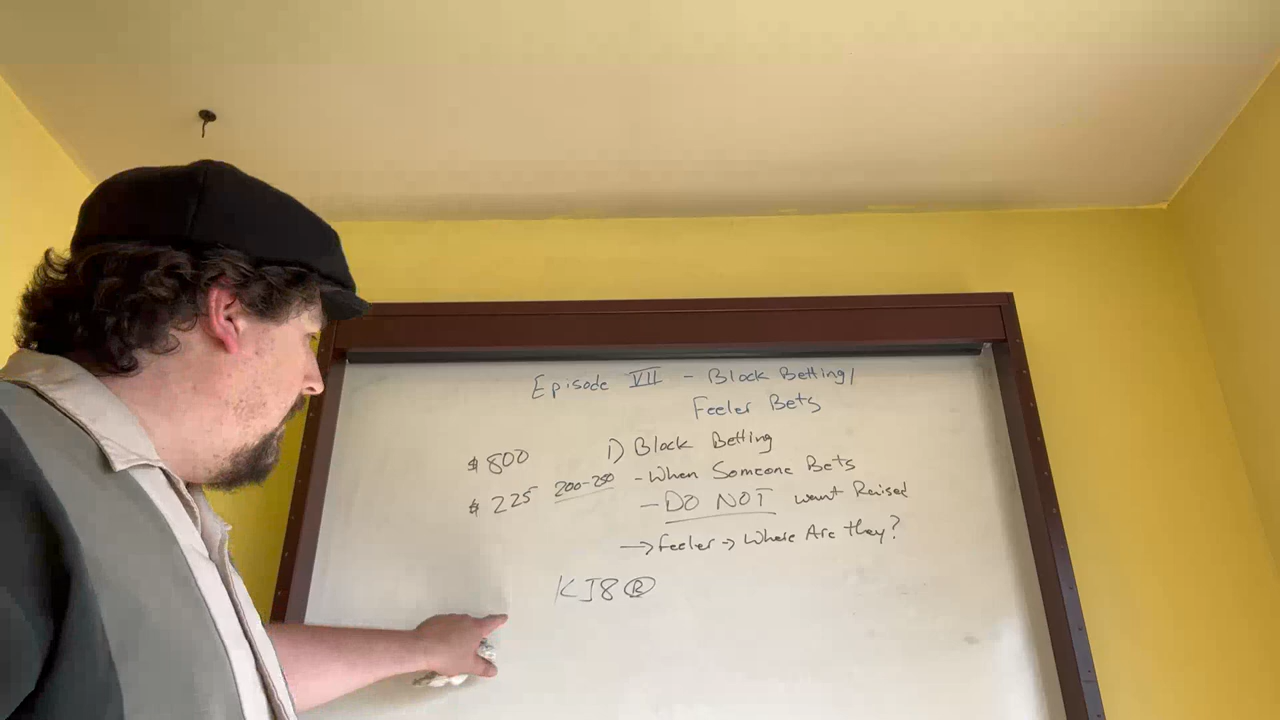 Episode VII - Block Betting/
Feeler Bets
$800
1) Block Betting
$225 200-250
- When Someone Bets
- DO NOT want Raised
→ Feeler → Where Are they?
KJ8 R